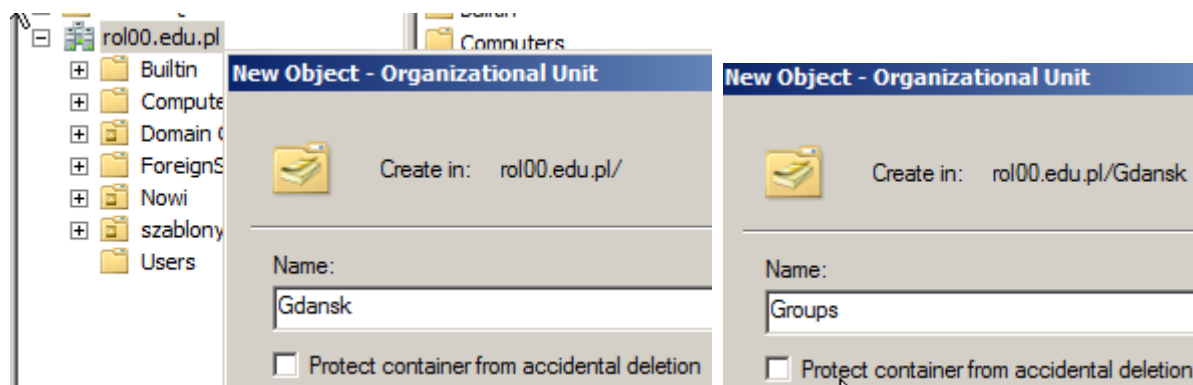 rol00.edu.pl
Builtin
Computers
Builtin
Compute
Domain
ForeignS
Nowi
szablony
Users
New Object - Organizational Unit
Create in: rol00.edu.pl/
Name:
Gdansk
Protect container from accidental deletion
New Object - Organizational Unit
Create in: rol00.edu.pl/Gdansk
Name:
Groups
Protect container from accidental deletion